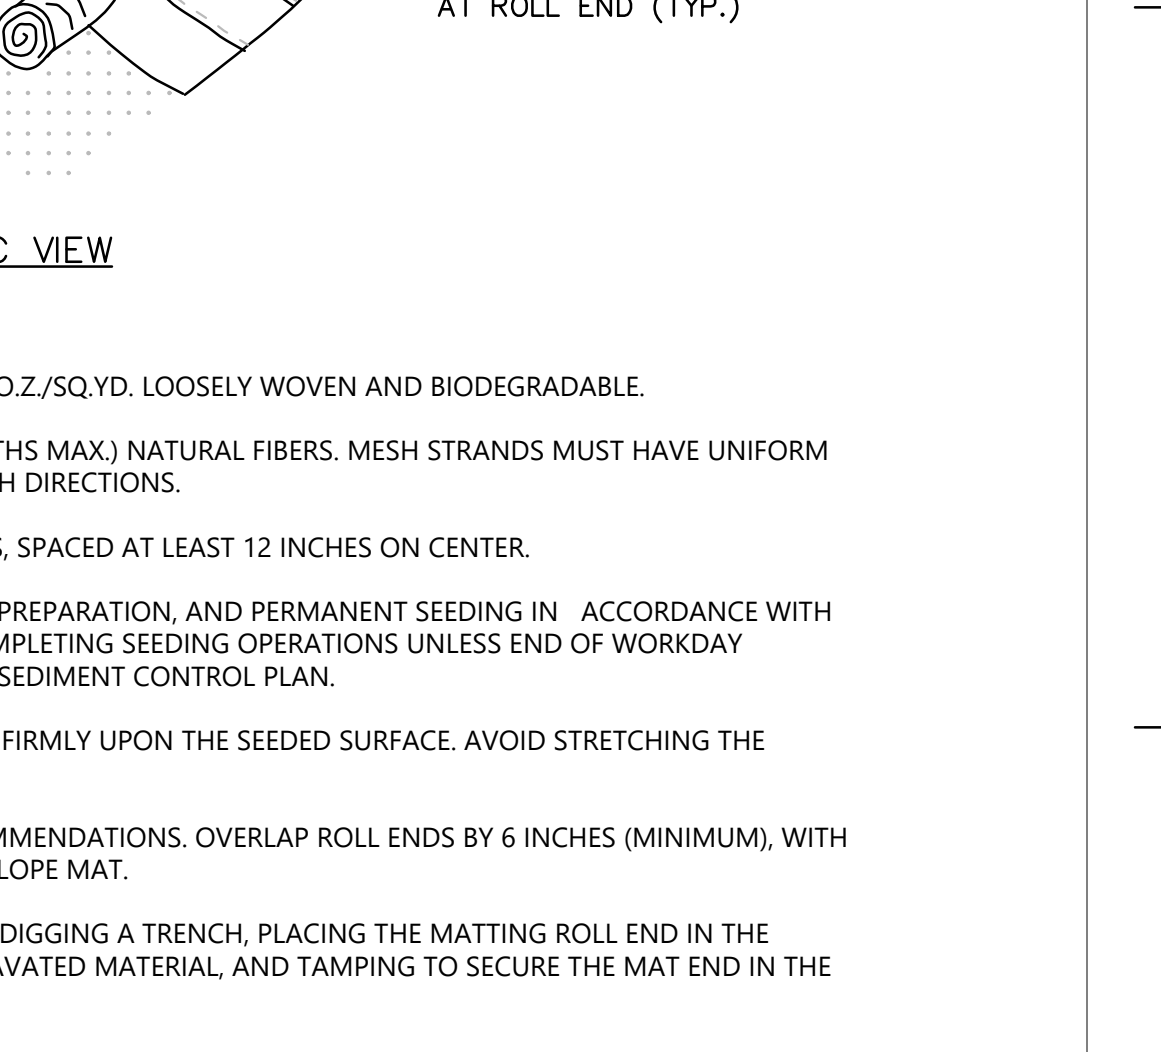 AT ROLL END (TYP.)
VIEW
O.Z./SQ.YD. LOOSELY WOVEN AND BIODEGRADABLE.
THS MAX.) NATURAL FIBERS. MESH STRANDS MUST HAVE UNIFORM
H DIRECTIONS.
, SPACED AT LEAST 12 INCHES ON CENTER.
PREPARATION, AND PERMANENT SEEDING IN ACCORDANCE WITH
MPLETING SEEDING OPERATIONS UNLESS END OF WORKDAY
SEDIMENT CONTROL PLAN.
FIRMLY UPON THE SEEDED SURFACE. AVOID STRETCHING THE
MMENDATIONS. OVERLAP ROLL ENDS BY 6 INCHES (MINIMUM), WITH
LOPE MAT.
DIGGING A TRENCH, PLACING THE MATTING ROLL END IN THE
AVATED MATERIAL, AND TAMPING TO SECURE THE MAT END IN THE